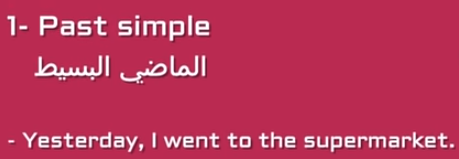 1- Past simple
الماضي البسيط
- Yesterday, I went to the supermarket.